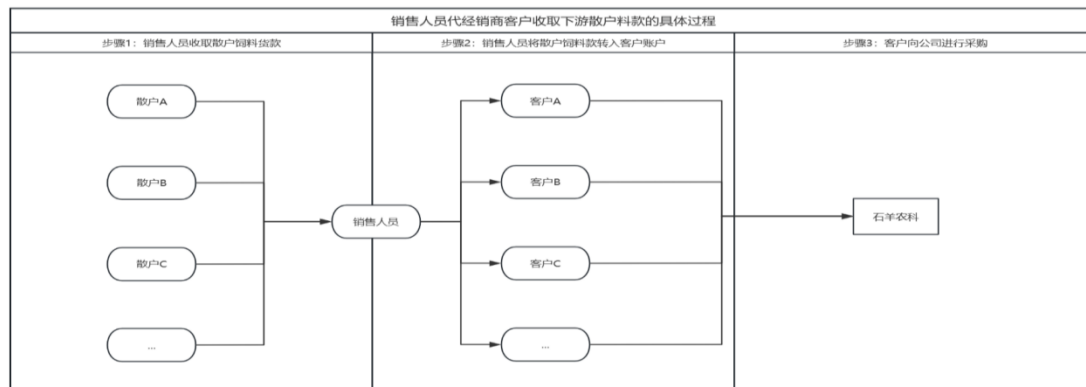 销售人员代经销商客户收取下游散户料款的具体过程
步骤1：销售人员收取散户饲料货款
步骤2：销售人员将散户饲料款转入客户账户
步骤3：客户向公司进行采购
散户A
客户A
散户B
客户B
销售人员
石羊农科
散户C
客户C
...
...